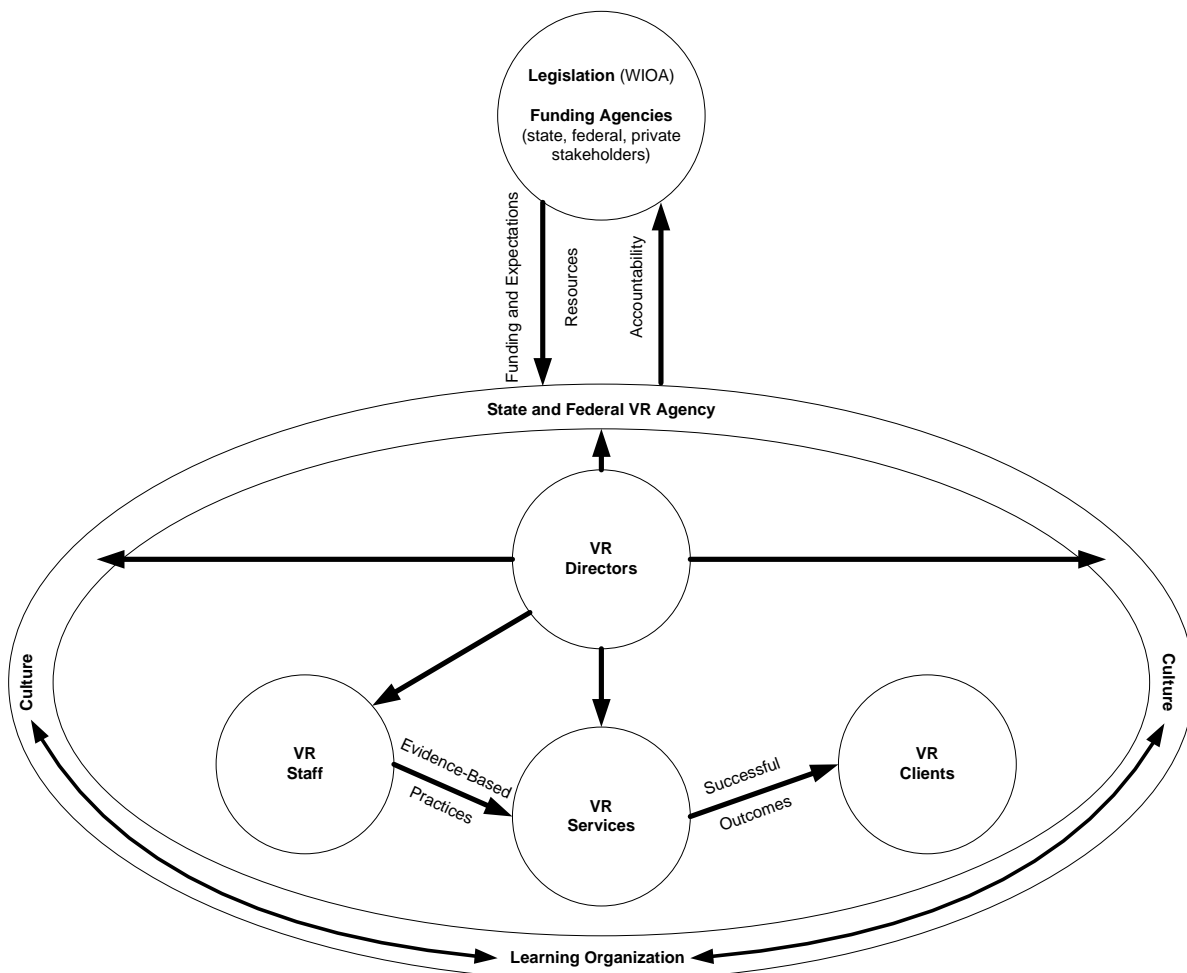 Legislation (WIOA)
Funding Agencies
(state, federal, private
stakeholders)
Funding and Expectations
Resources
Accountability
State and Federal VR Agency
VR
Directors
Culture
Culture
VR
Staff
Evidence-Based
Practices
VR
Services
Successful
Outcomes
VR
Clients
Learning Organization